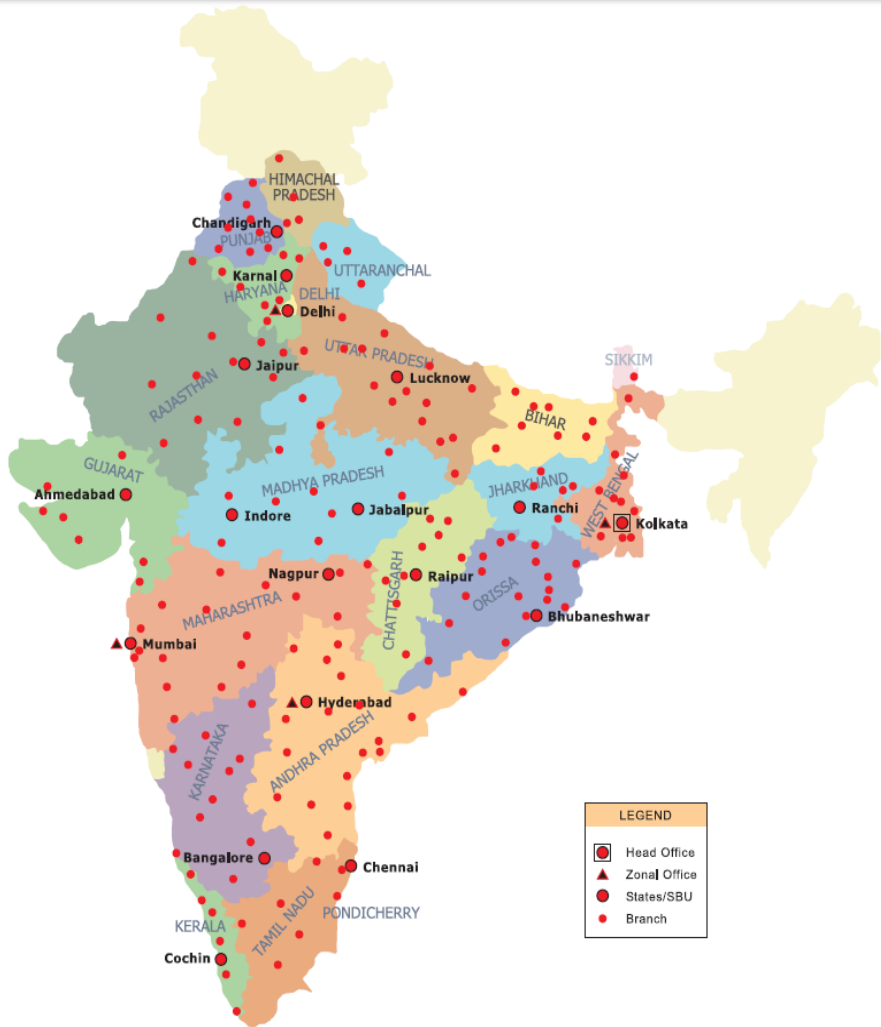 HIMACHAL
PRADESH
Chandigarh
PUNJAB
UTTARANCHAL
Karnal
HARYANA
DELHI
Delhi
UTTAR PRADESH
SIKKIM
Jaipur
Lucknow
RAJASTHAN
BIHAR
GUJARAT
MADHYA PRADESH
JHARKHAND
WEST BENGAL
Ahmedabad
Indore
Jabalpur
Ranchi
Kolkata
Nagpur
Raipur
CHATTISGARH
ORISSA
MAHARASHTRA
Bhubaneshwar
Mumbai
Hyderabad
KARNATAKA
ANDHRA PRADESH
LEGEND
Head Office
Zonal Office
States/SBU
Branch
Bangalore
Chennai
KERALA
TAMIL NADU
PONDICHERRY
Cochin